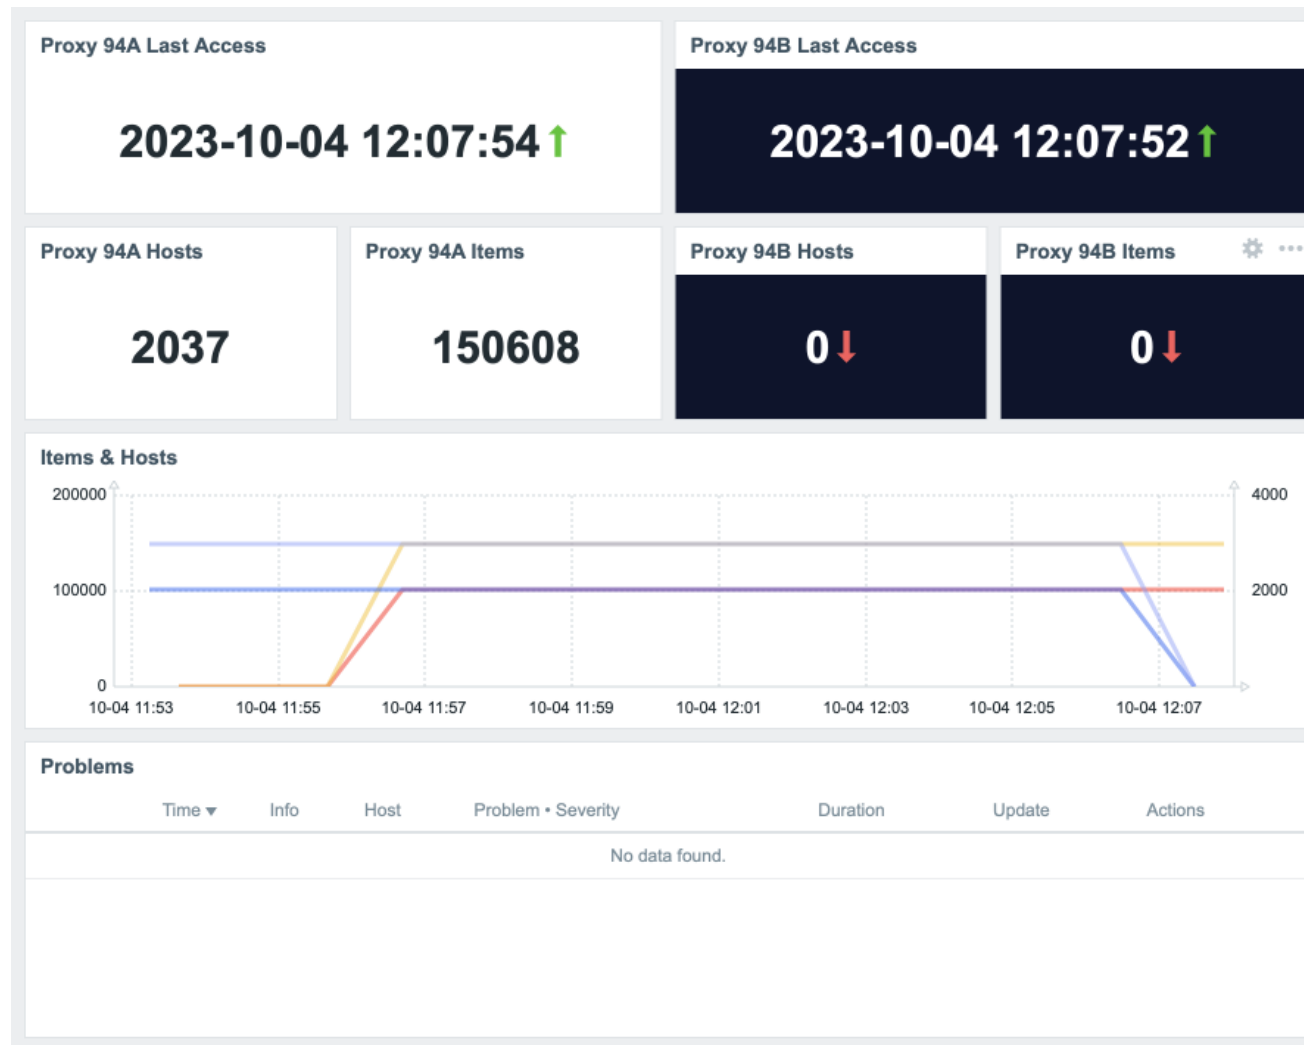 Proxy 94A Last Access
2023-10-04 12:07:54
Proxy 94B Last Access
2023-10-04 12:07:52
Proxy 94A Hosts
2037
Proxy 94A Items
150608
Proxy 94B Hosts
0
Proxy 94B Items
0
Items & Hosts
200000
100000
0
4000
2000
10-04 11:53 10-04 11:55 10-04 11:57 10-04 11:59 10-04 12:01 10-04 12:03 10-04 12:05 10-04 12:07
Problems
Time Info Host Problem • Severity Duration Update Actions
No data found.